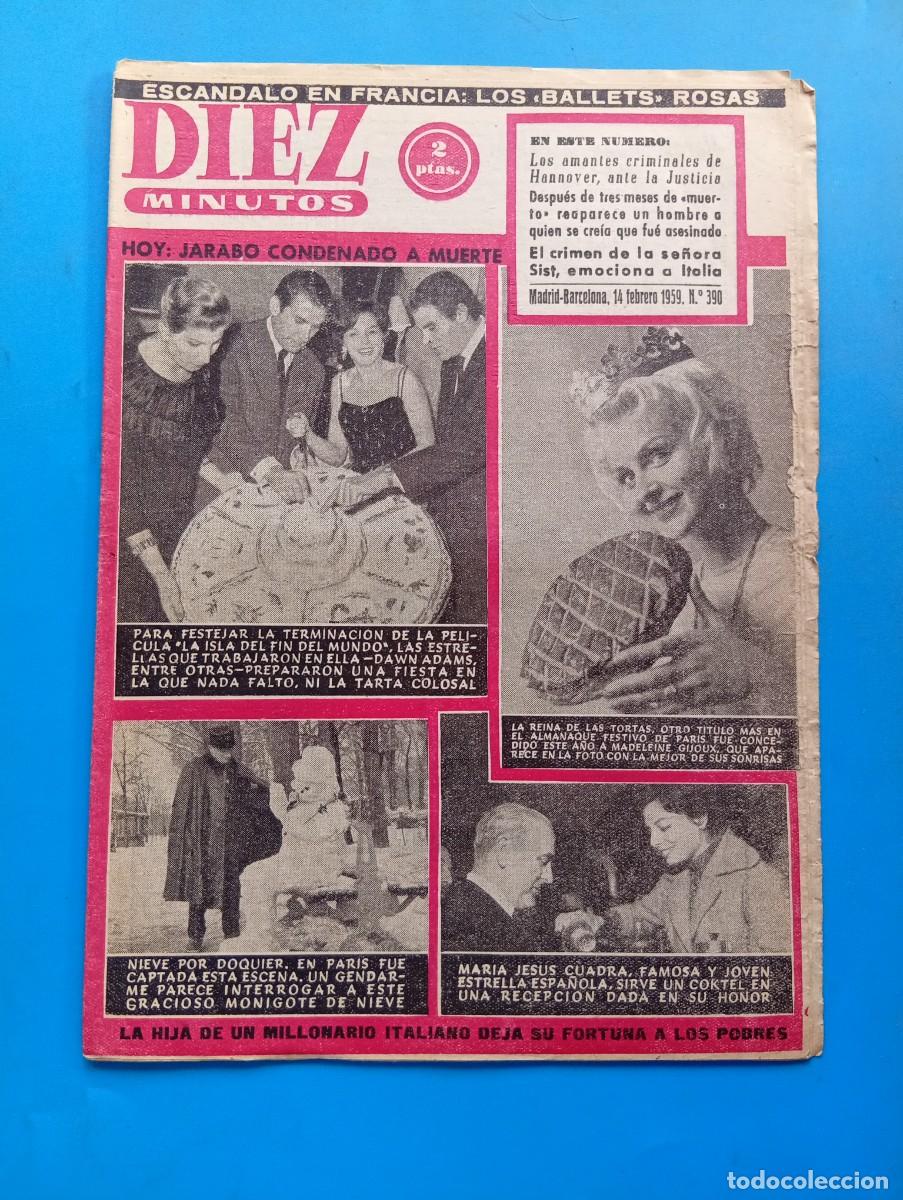 ESCANDALO EN FRANCIA: LOS «BALLETS» ROSAS
DIEZ
MINUTOS
2
ptas.
EN ESTE NUMERO:
Los amantes criminales de
Hannover, ante la Justicia
Después de tres meses de «muer-
to» reaparece un hombre a
quien se creía que fué asesinado
El crimen de la señora
Sist, emociona a Italia
Madrid-Barcelona, 14 febrero 1959. N.º 390
HOY: JARABO CONDENADO A MUERTE
PARA FESTEJAR LA TERMINACION DE LA PELI-
CULA "LA ISLA DEL FIN DEL MUNDO", LAS ESTRE-
LLAS QUE TRABAJARON EN ELLA—DAWN ADAMS,
ENTRE OTRAS—PREPARARON UNA FIESTA EN
LA QUE NADA FALTO, NI LA TARTA COLOSAL
LA REINA DE LAS TORTAS, OTRO TITULO MAS EN
EL ALMANAQUE FESTIVO DE PARIS FUE CONCE-
DIDO ESTE AÑO A MADELEINE GIJOUX, QUE APA-
RECE EN LA FOTO CON LA MEJOR DE SUS SONRISAS
NIEVE POR DOQUIER, EN PARIS FUE
CAPTADA ESTA ESCENA. UN GENDAR-
ME PARECE INTERROGAR A ESTE
GRACIOSO MONIGOTE DE NIEVE
MARIA JESUS CUADRA, FAMOSA Y JOVEN
ESTRELLA ESPAÑOLA, SIRVE UN COKTEL EN
UNA RECEPCION DADA EN SU HONOR
LA HIJA DE UN MILLONARIO ITALIANO DEJA SU FORTUNA A LOS POBRES
todocoleccion